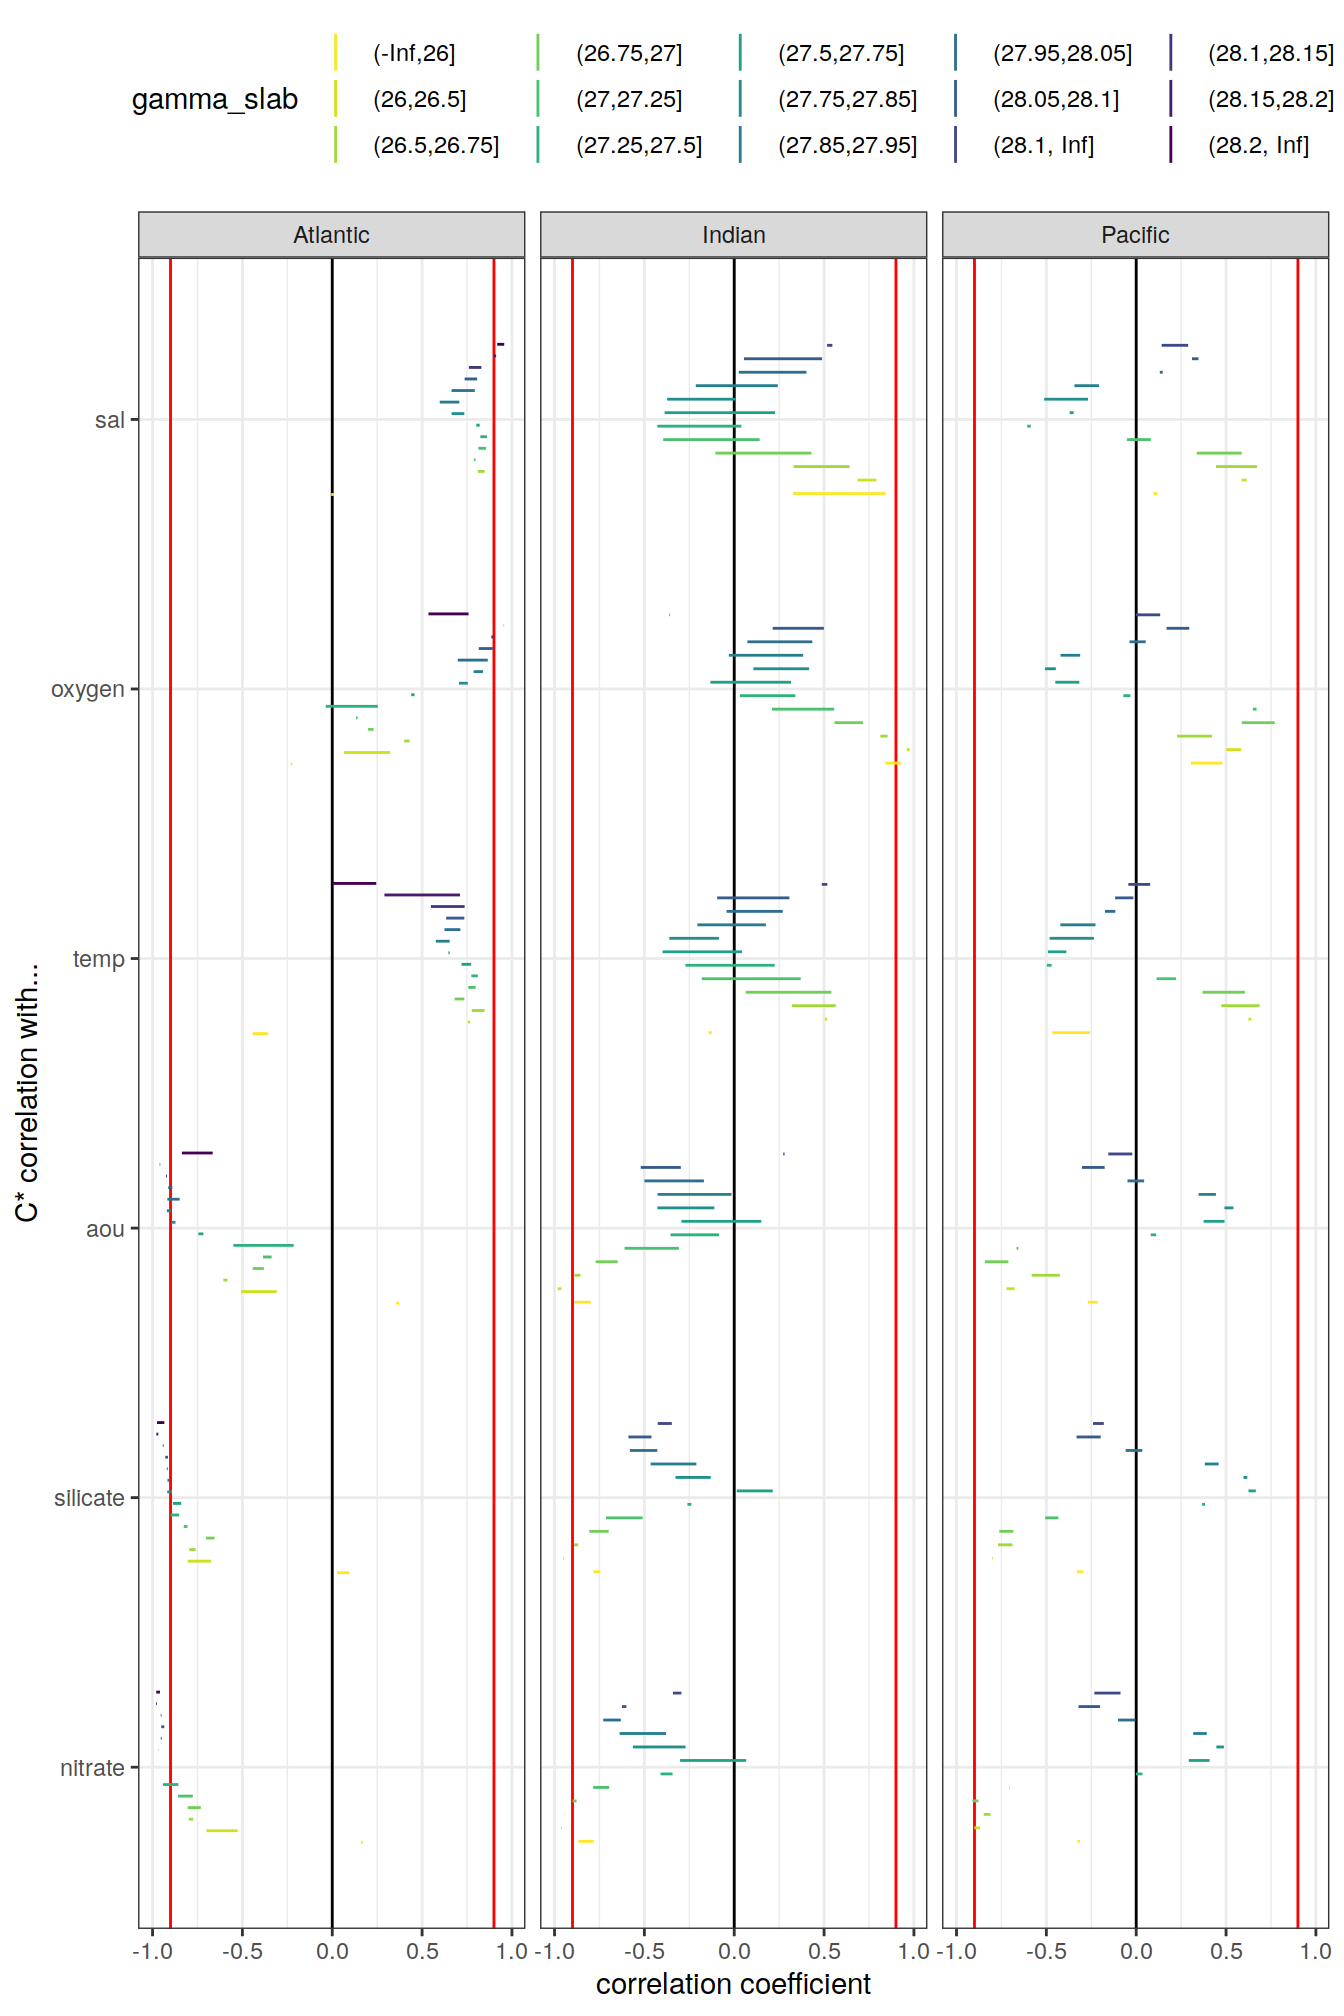 gamma_slab
(-Inf,26] (26.75,27] (27.5,27.75] (27.95,28.05] (28.1,28.15]
(26,26.5] (27,27.25] (27.75,27.85] (28.05,28.1] (28.15,28.2]
(26.5,26.75] (27.25,27.5] (27.85,27.95] (28.1, Inf] (28.2, Inf]
Atlantic Indian Pacific
C* correlation with...
sal
oxygen
temp
aou
silicate
nitrate
-1.0 -0.5 0.0 0.5 1.0 -1.0 -0.5 0.0 0.5 1.0 -1.0 -0.5 0.0 0.5 1.0
correlation coefficient